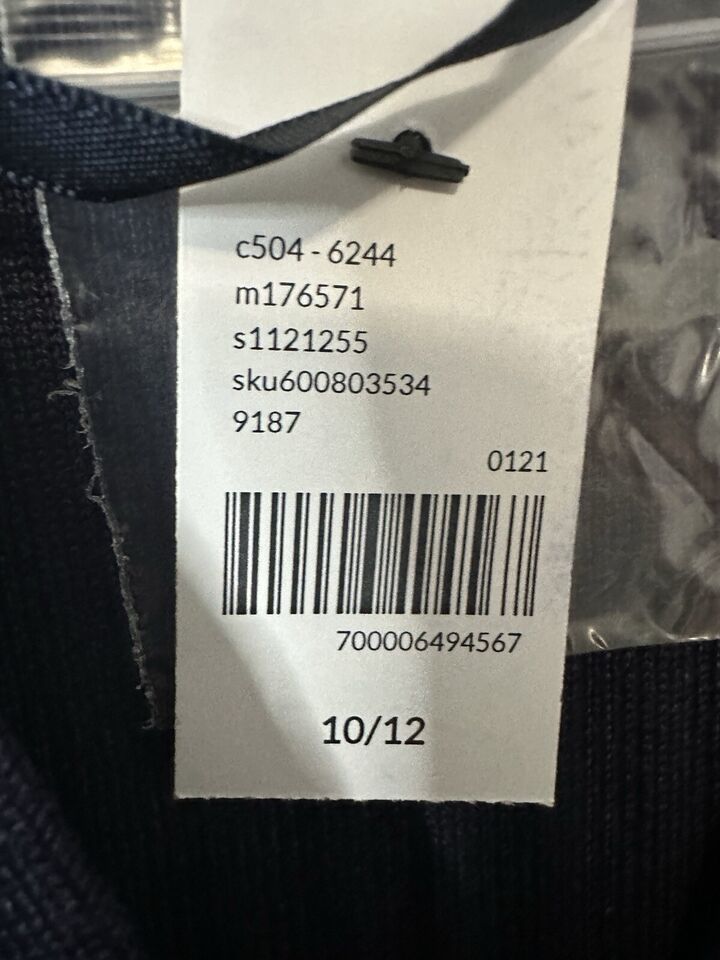 c504 - 6244
m176571
s1121255
sku600803534
9187
0121
700006494567
10/12